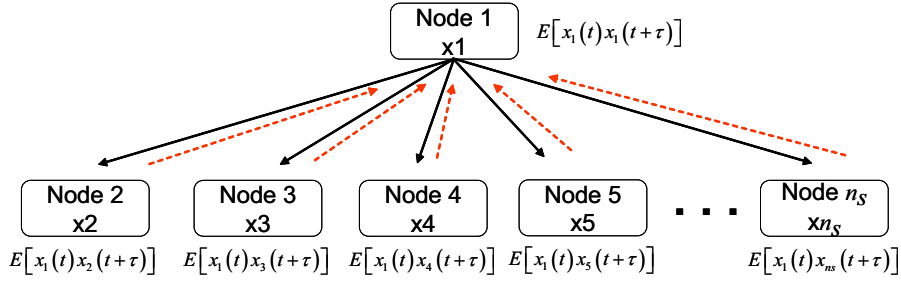 Node 1
x1
E[x₁(t)x₁(t+τ)]
Node 2
x2
Node 3
x3
Node 4
x4
Node 5
x5
. . .
Node nₛ
xnₛ
E[x₁(t)x₂(t+τ)]
E[x₁(t)x₃(t+τ)]
E[x₁(t)x₄(t+τ)]
E[x₁(t)x₅(t+τ)]
E[x₁(t)xₙₛ(t+τ)]